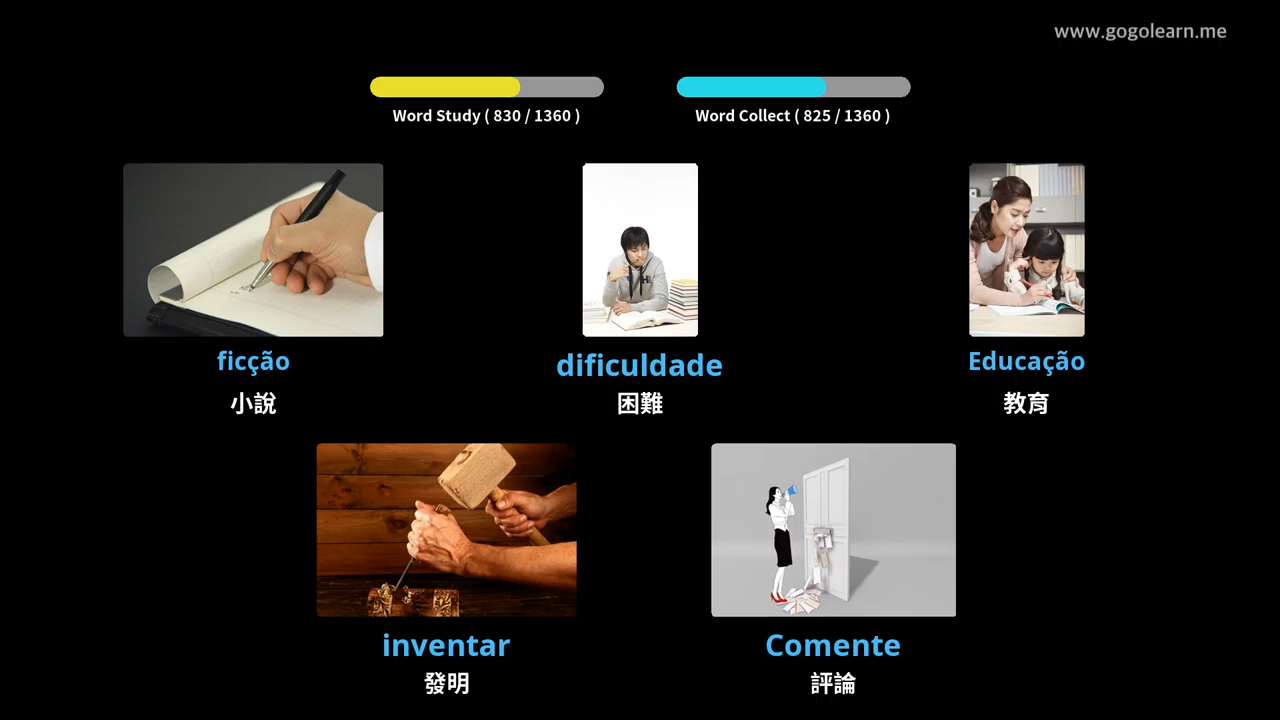 www.gogolearn.me
Word Study ( 830 / 1360 )
Word Collect ( 825 / 1360 )
ficção
小說
dificuldade
困難
Educação
教育
inventar
發明
Comente
評論